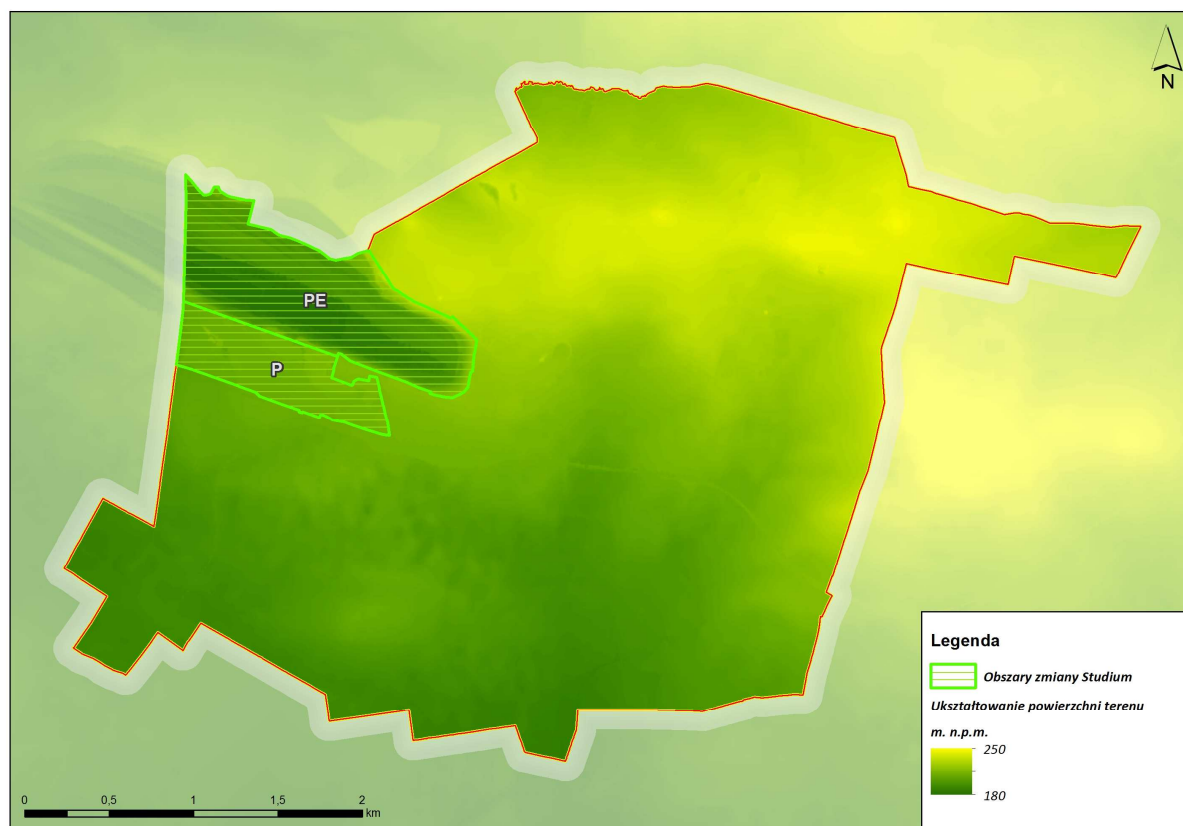 N
PE
P
Legenda
Obszary zmiany Studium
Ukształtowanie powierzchni terenu
m. n.p.m.
250
180
0 0,5 1 1,5 2
km